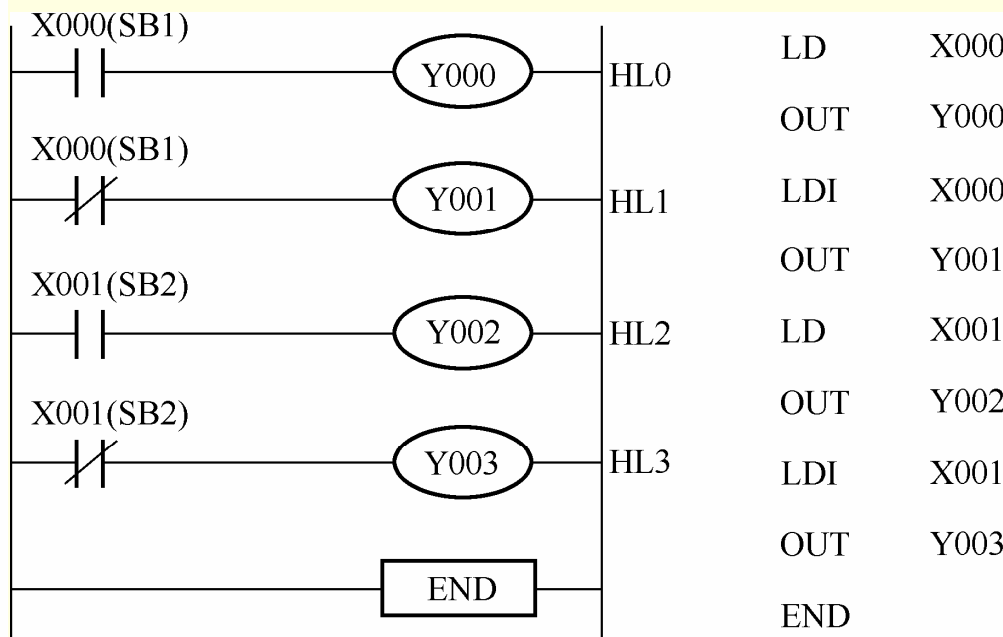 X000(SB1)
Y000 HL0
X000(SB1)
Y001 HL1
X001(SB2)
Y002 HL2
X001(SB2)
Y003 HL3
END
LD X000
OUT Y000
LDI X000
OUT Y001
LD X001
OUT Y002
LDI X001
OUT Y003
END